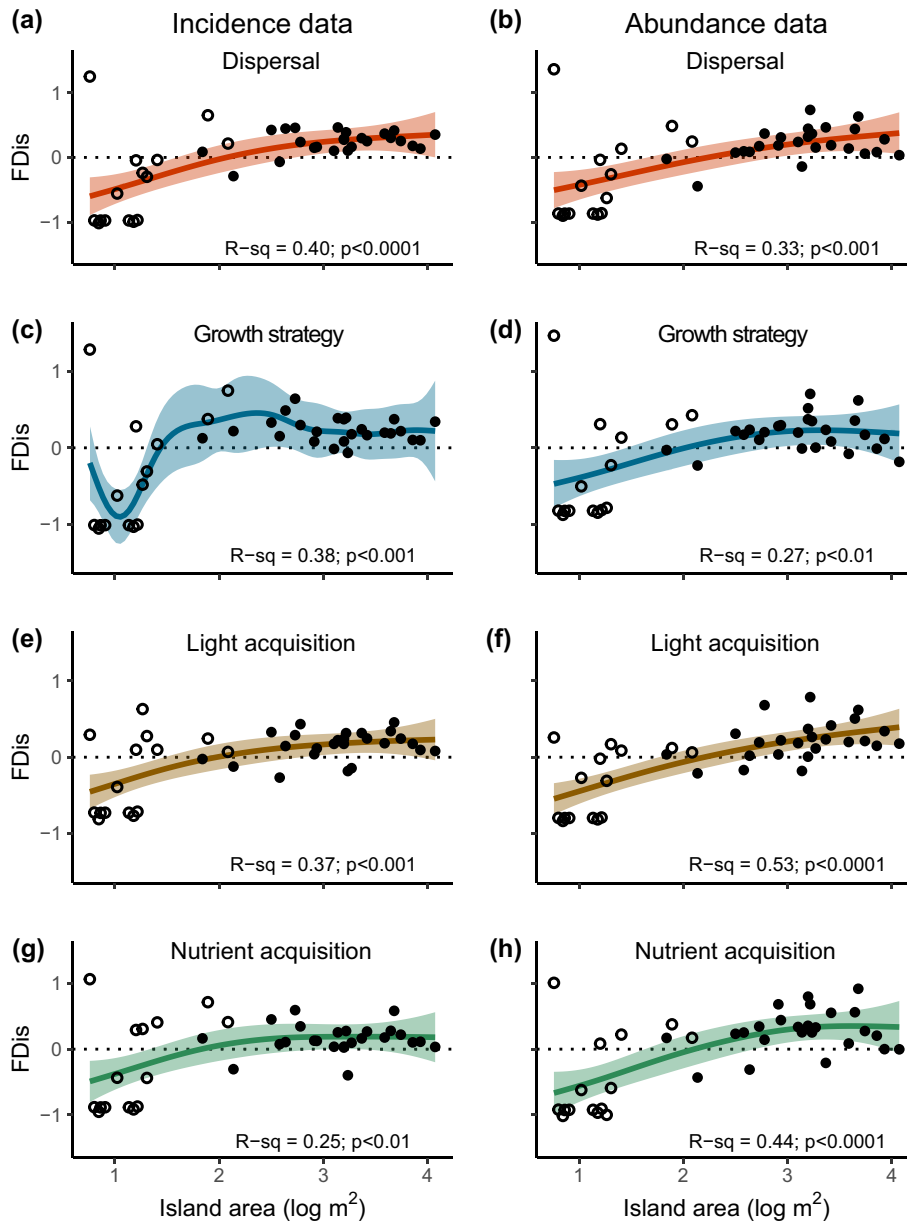 (a) Incidence data
(b) Abundance data
Dispersal
Dispersal
FDis
1
0
−1
R−sq = 0.40; p<0.0001
R−sq = 0.33; p<0.001
(c) Growth strategy
(d) Growth strategy
FDis
1
0
−1
R−sq = 0.38; p<0.001
R−sq = 0.27; p<0.01
(e) Light acquisition
(f) Light acquisition
FDis
1
0
−1
R−sq = 0.37; p<0.001
R−sq = 0.53; p<0.0001
(g) Nutrient acquisition
(h) Nutrient acquisition
FDis
1
0
−1
R−sq = 0.25; p<0.01
R−sq = 0.44; p<0.0001
1 2 3 4
1 2 3 4
Island area (log m²)
Island area (log m²)